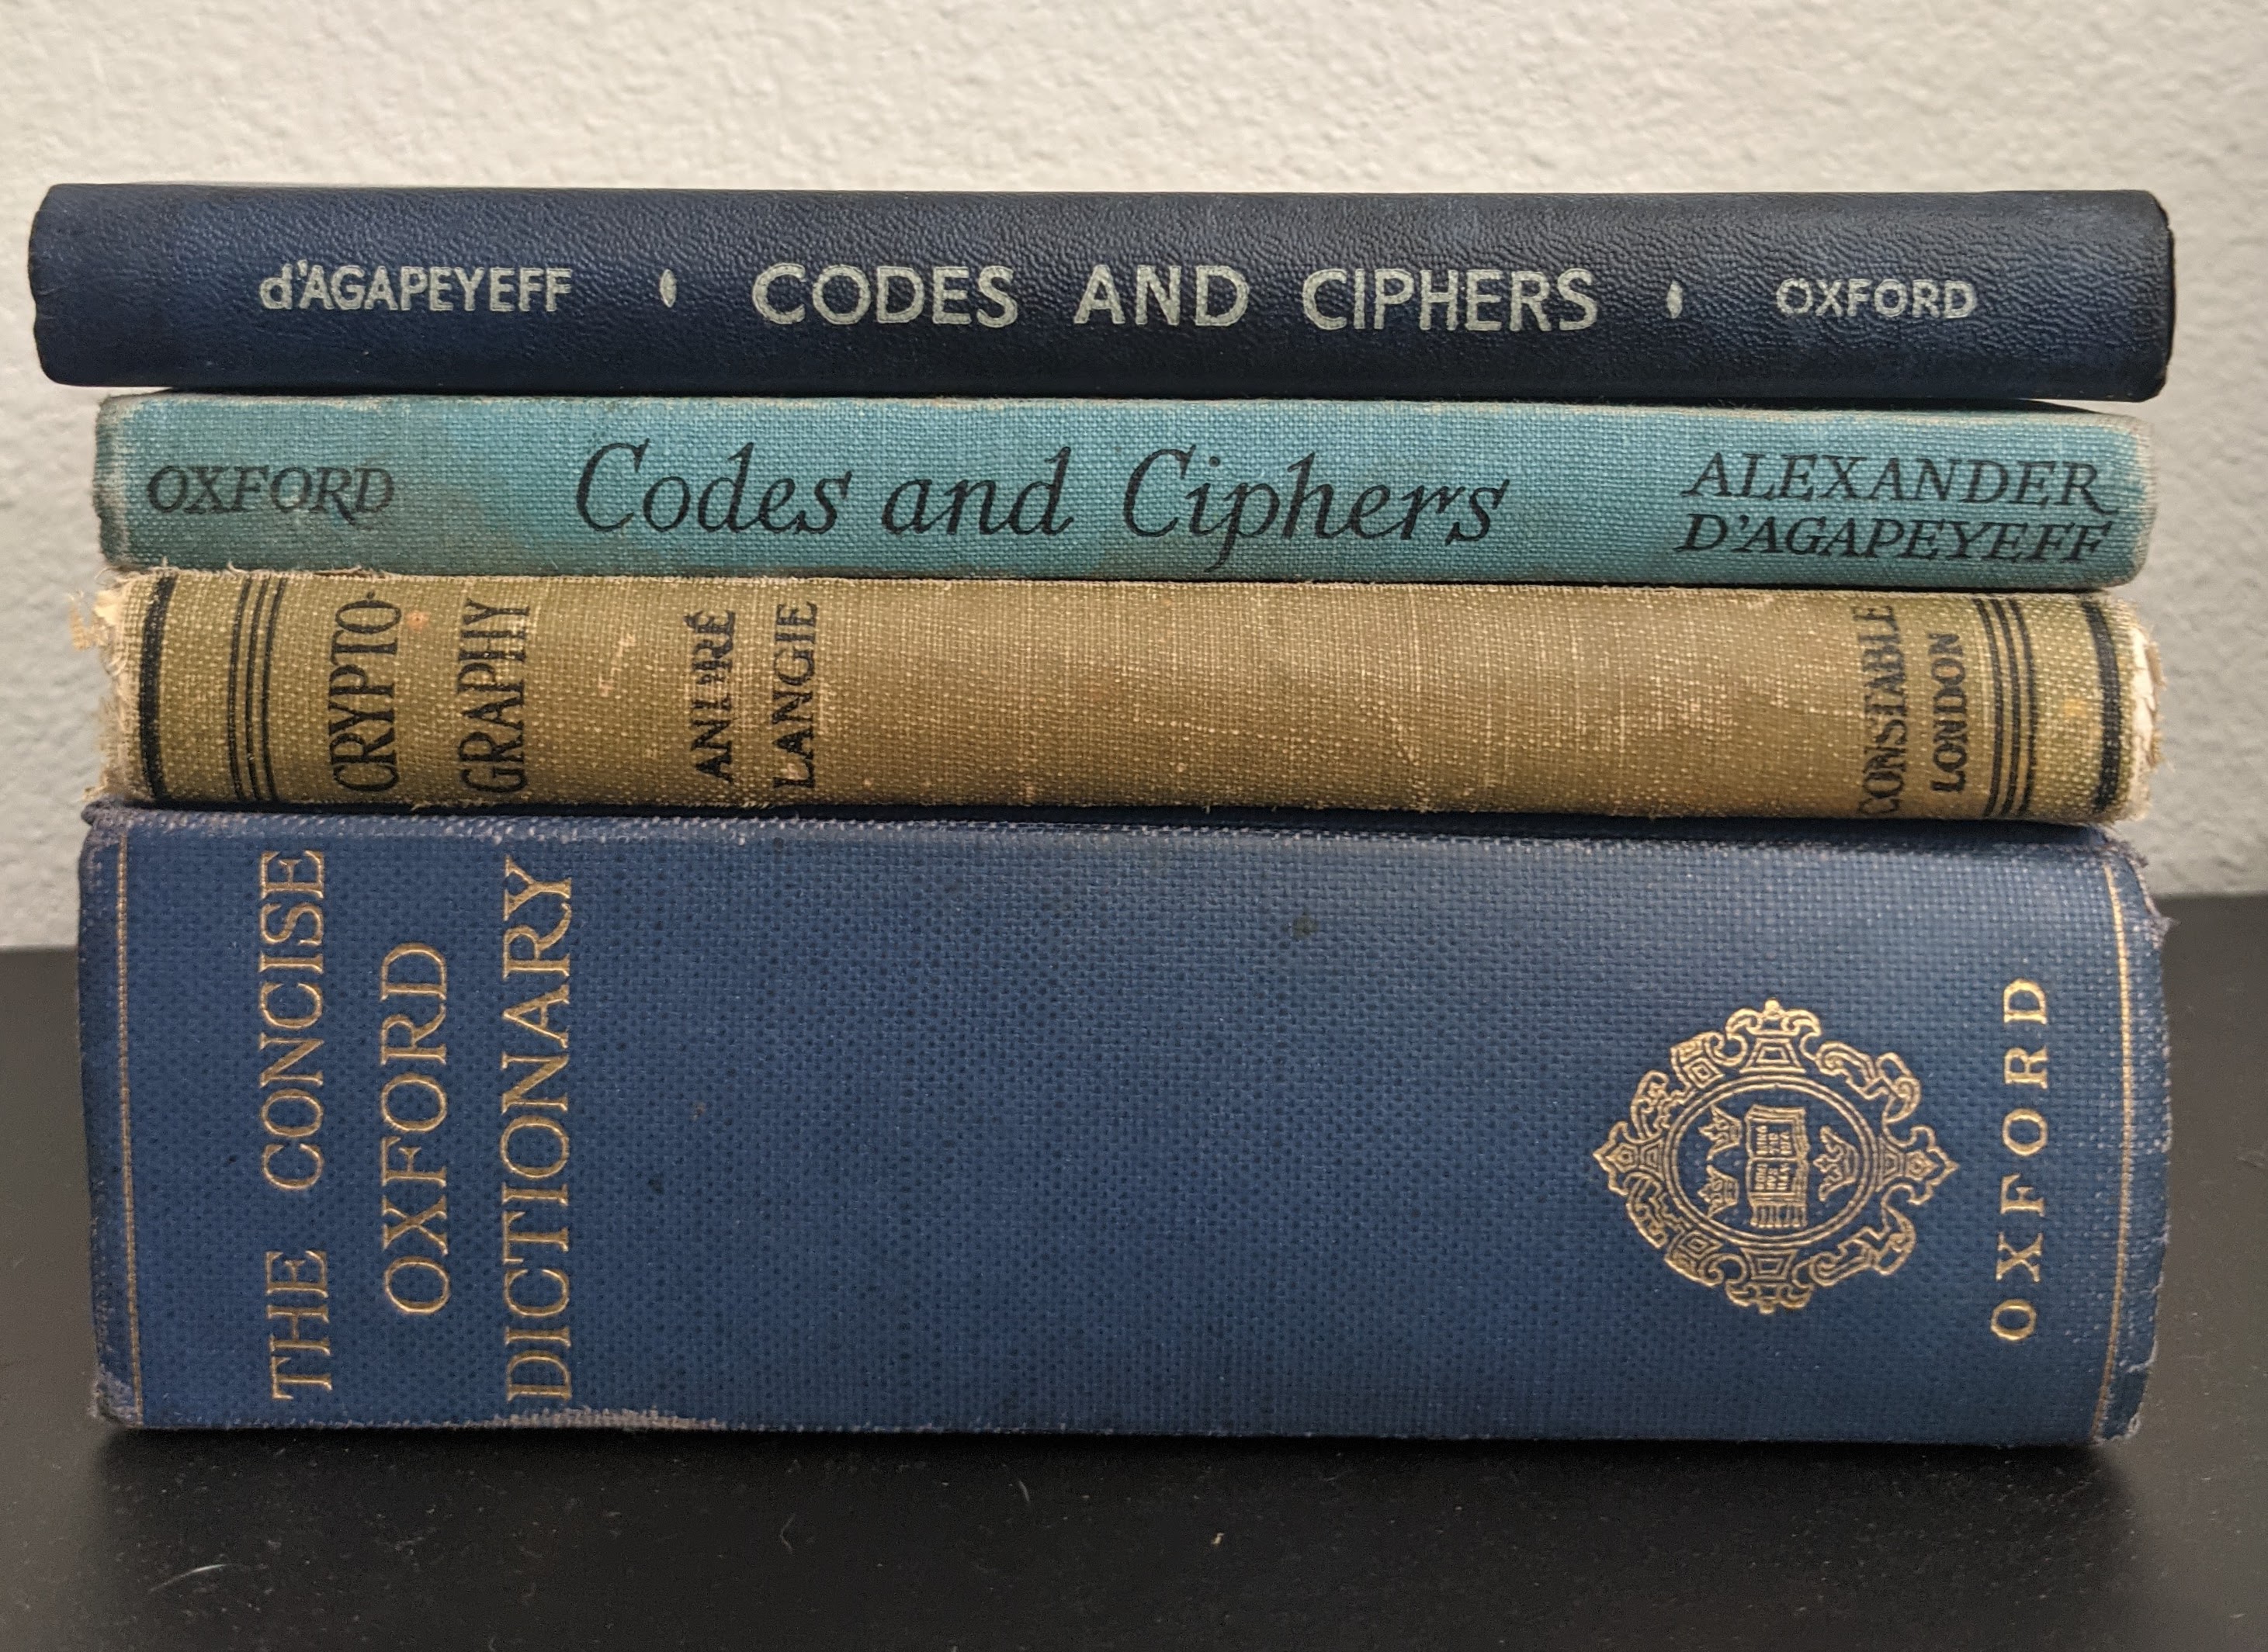 d'AGAPEYEFF • CODES AND CIPHERS • OXFORD
OXFORD
Codes and Ciphers
ALEXANDER
D'AGAPEYEFF
CRYPTO-
GRAPHY
ANDRÉ
LANGIE
CONSTABLE
LONDON
THE CONCISE
OXFORD
DICTIONARY
OXFORD